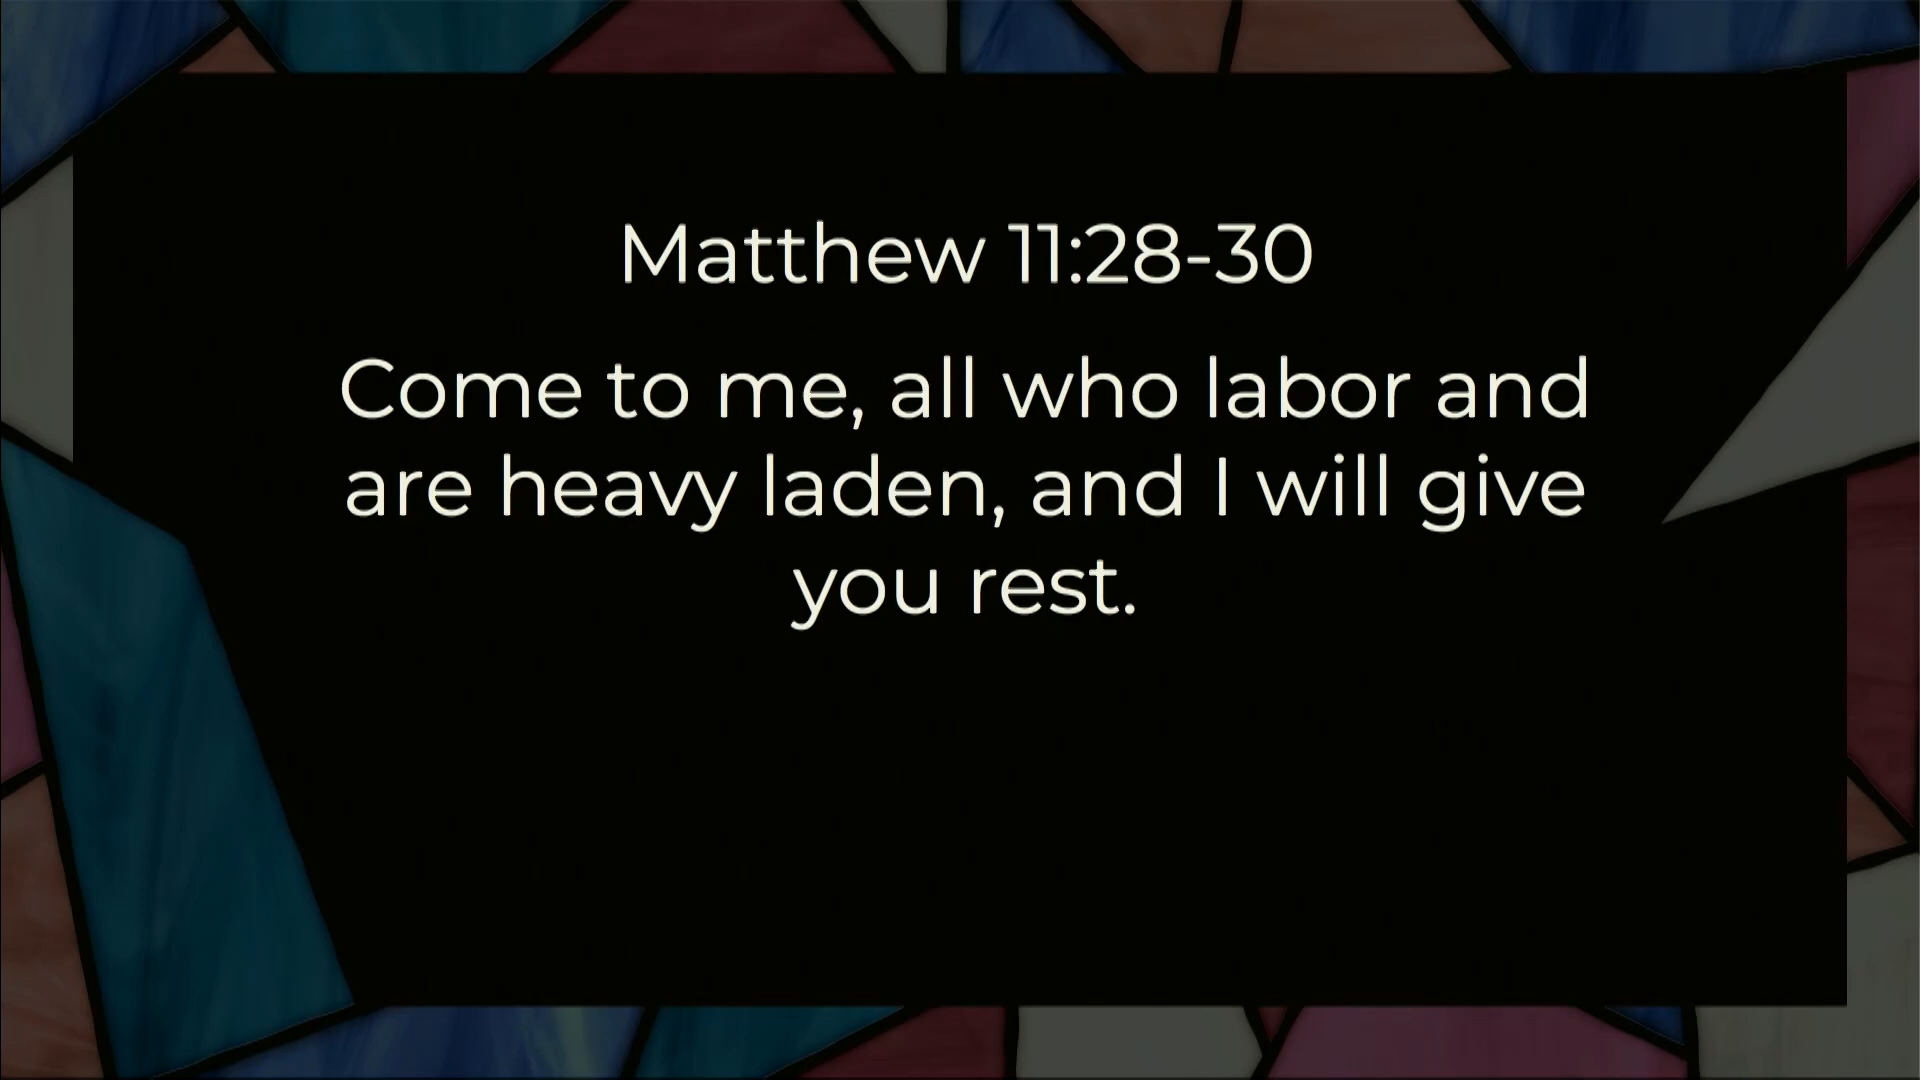 Matthew 11:28-30
Come to me, all who labor and
are heavy laden, and I will give
you rest.